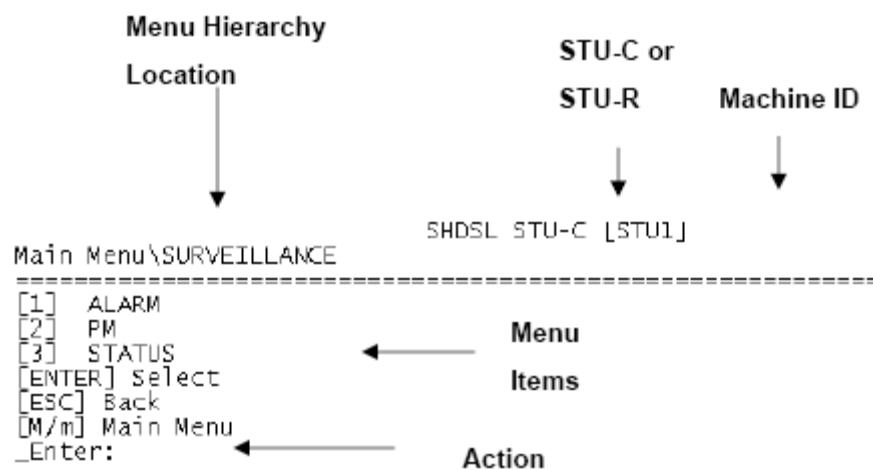 Menu Hierarchy
Location
STU-C or
STU-R
Machine ID
SHDSL STU-C [STU1]
Main Menu\SURVEILLANCE
================================================================
[1] ALARM
[2] PM
[3] STATUS
[ENTER] Select
[ESC] Back
[M/m] Main Menu
_Enter:
Menu
Items
Action